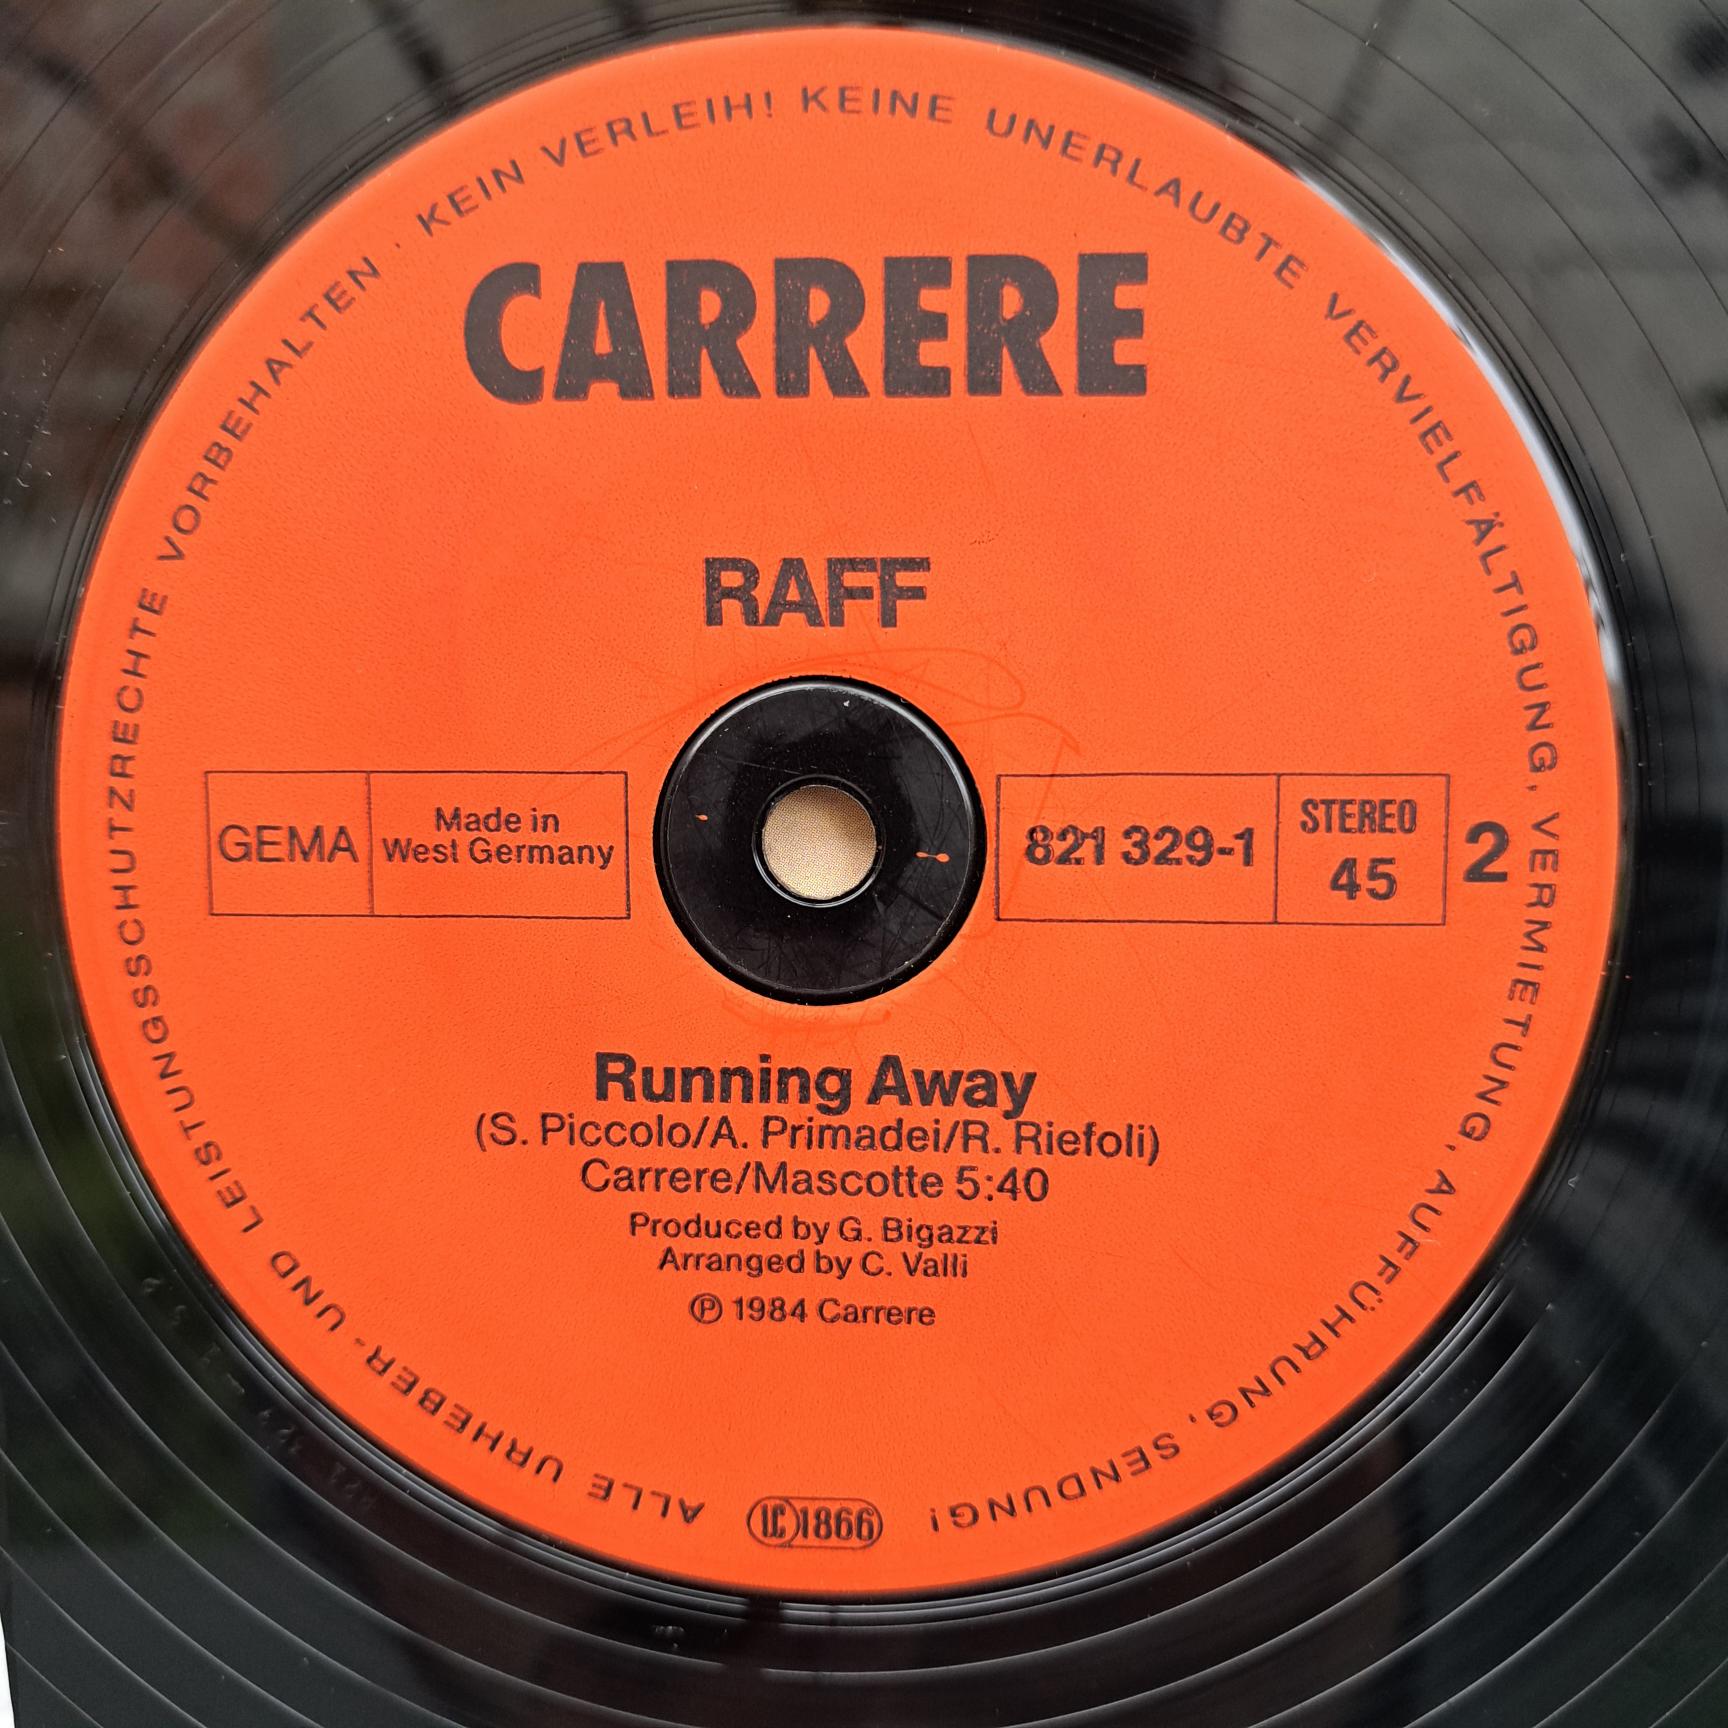 ALLE URHEBER- UND LEISTUNGSSCHUTZRECHTE VORBEHALTEN · KEIN VERLEIH! KEINE UNERLAUBTE VERVIELFÄLTIGUNG, VERMIETUNG, AUFFÜHRUNG, SENDUNG!
CARRERE
RAFF
GEMA
Made in
West Germany
821 329-1
STEREO
45
2
Running Away
(S. Piccolo/A. Primadei/R. Riefoli)
Carrere/Mascotte 5:40
Produced by G. Bigazzi
Arranged by C. Valli
℗ 1984 Carrere
LC 1866